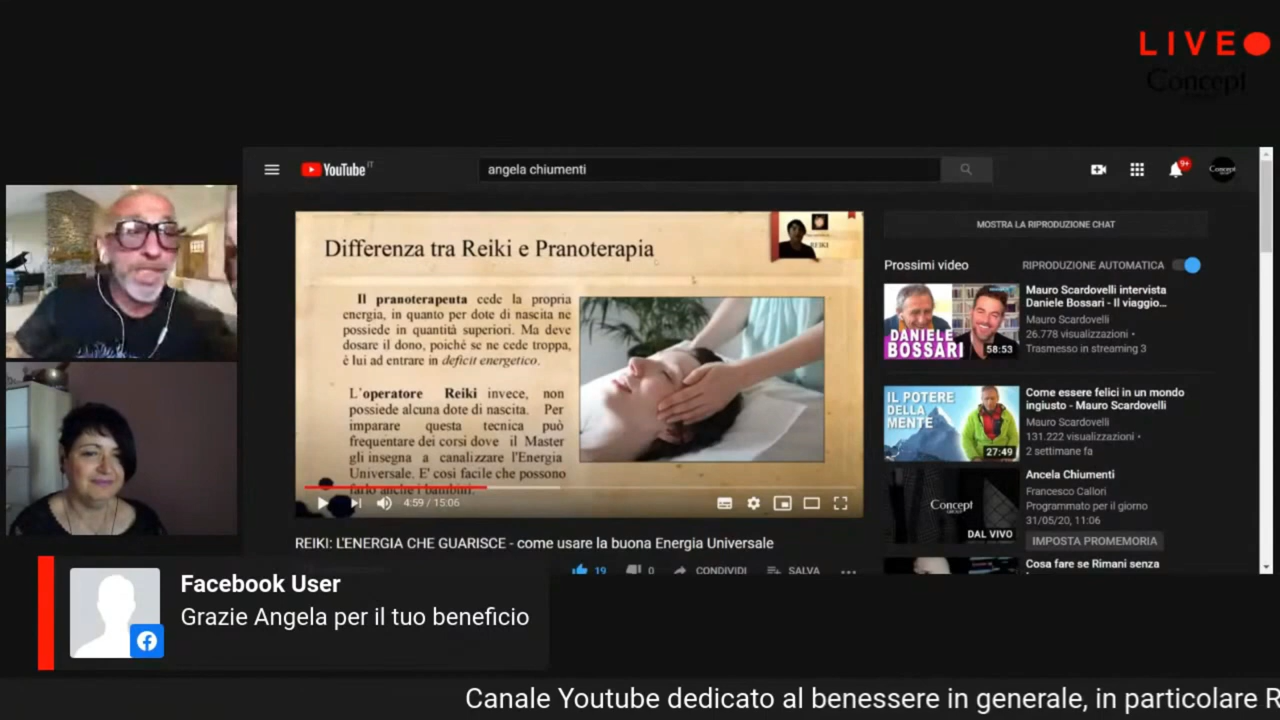 LIVE
Concept
YouTube IT
angela chiumenti
9+
Concept
Differenza tra Reiki e Pranoterapia
REIKI
Il pranoterapeuta cede la propria
energia, in quanto per dote di nascita ne
possiede in quantità superiori. Ma deve
dosare il dono, poiché se ne cede troppa,
è lui ad entrare in deficit energetico.
L'operatore Reiki invece, non
possiede alcuna dote di nascita. Per
imparare questa tecnica può
frequentare dei corsi dove il Master
gli insegna a canalizzare l'Energia
Universale. E' così facile che possono
farlo anche i bambini.
4:59 / 15:06
REIKI: L'ENERGIA CHE GUARISCE - come usare la buona Energia Universale
19 0 CONDIVIDI SALVA
MOSTRA LA RIPRODUZIONE CHAT
Prossimi video RIPRODUZIONE AUTOMATICA
DANIELE
BOSSARI
58:53
Mauro Scardovelli intervista
Daniele Bossari - Il viaggio...
Mauro Scardovelli
26.778 visualizzazioni •
Trasmesso in streaming 3
IL POTERE
DELLA
MENTE
27:49
Come essere felici in un mondo
ingiusto - Mauro Scardovelli
Mauro Scardovelli
131.222 visualizzazioni •
2 settimane fa
Concept
DAL VIVO
Ancela Chiumenti
Francesco Callori
Programmato per il giorno
31/05/20, 11:06
IMPOSTA PROMEMORIA
Cosa fare se Rimani senza
Facebook User
Grazie Angela per il tuo beneficio
Canale Youtube dedicato al benessere in generale, in particolare R